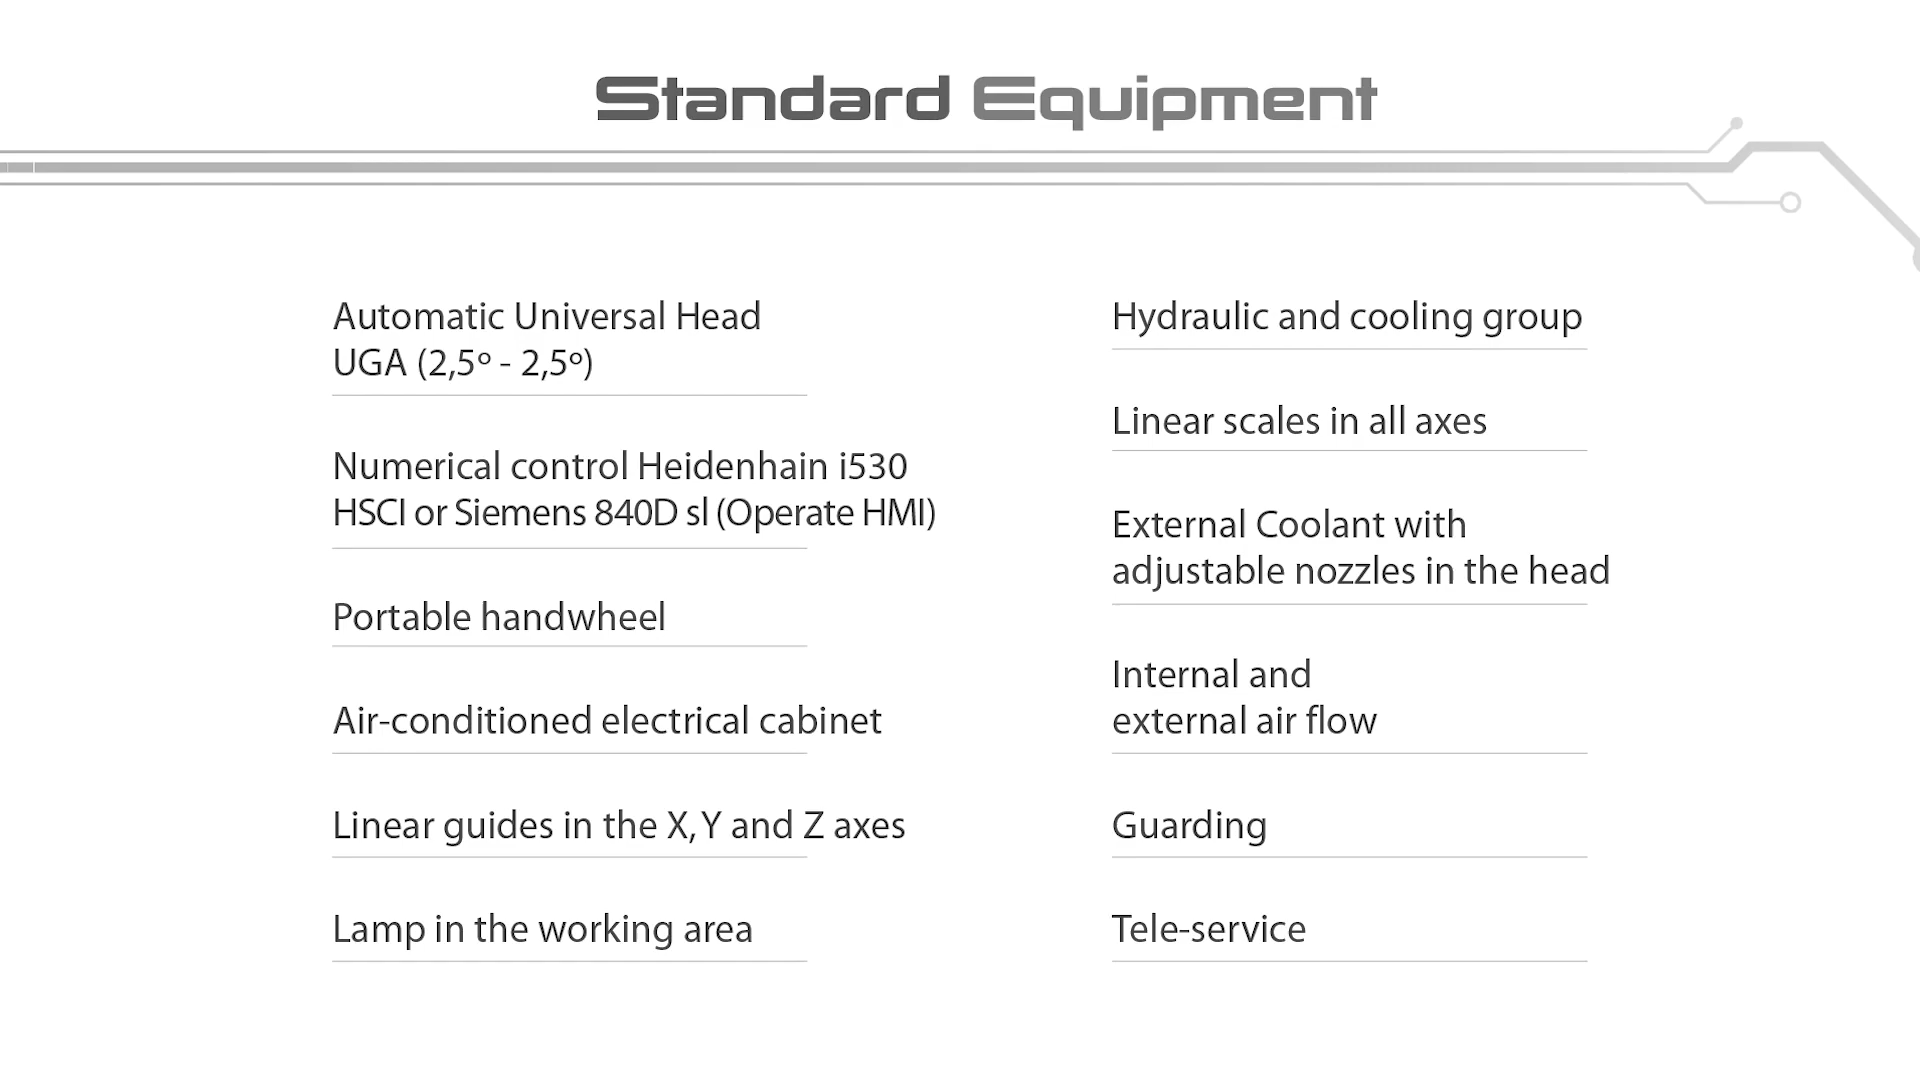 Standard Equipment
Automatic Universal Head
UGA (2,5º - 2,5º)
Numerical control Heidenhain i530
HSCI or Siemens 840D sl (Operate HMI)
Portable handwheel
Air-conditioned electrical cabinet
Linear guides in the X, Y and Z axes
Lamp in the working area
Hydraulic and cooling group
Linear scales in all axes
External Coolant with
adjustable nozzles in the head
Internal and
external air flow
Guarding
Tele-service